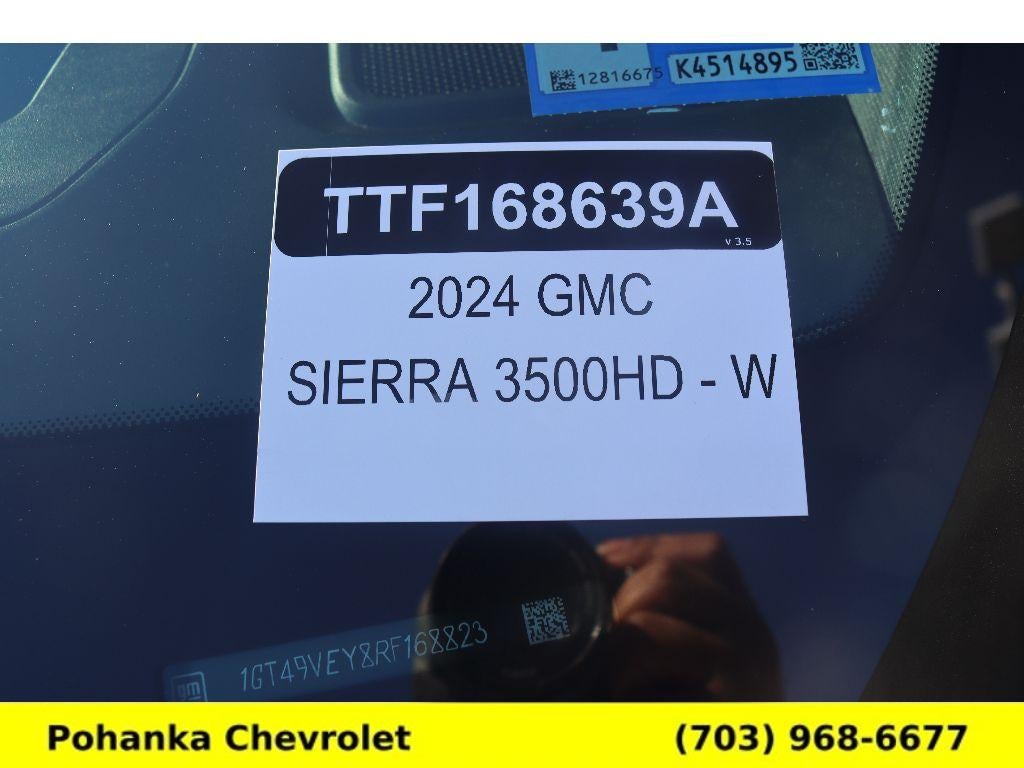 12816675 K4514895
TTF168639A
v 3.5
2024 GMC
SIERRA 3500HD - W
1GT49VEY8RF168823
Pohanka Chevrolet (703) 968-6677